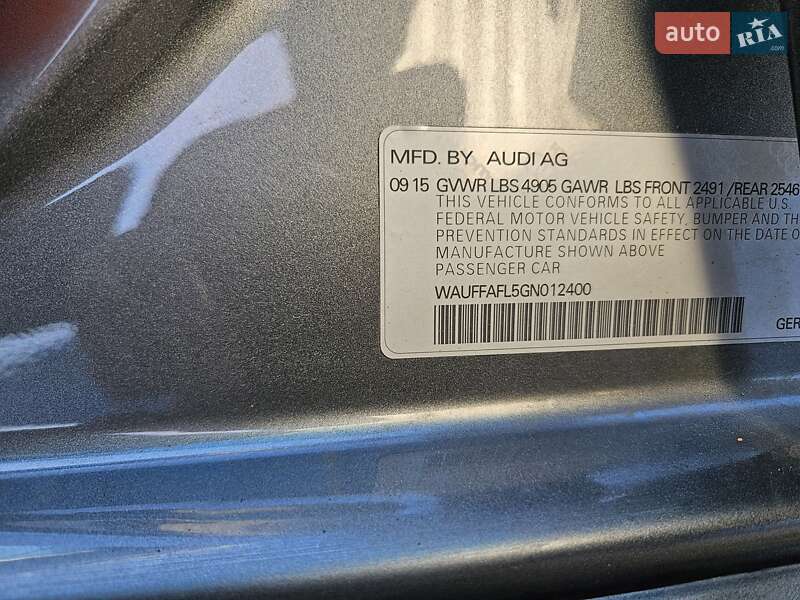 auto RIA .com
MFD. BY AUDI AG
09 15 GVWR LBS 4905 GAWR LBS FRONT 2491 /REAR 2546
THIS VEHICLE CONFORMS TO ALL APPLICABLE U.S.
FEDERAL MOTOR VEHICLE SAFETY, BUMPER AND TH
PREVENTION STANDARDS IN EFFECT ON THE DATE O
MANUFACTURE SHOWN ABOVE
PASSENGER CAR
WAUFFAFL5GN012400
GER